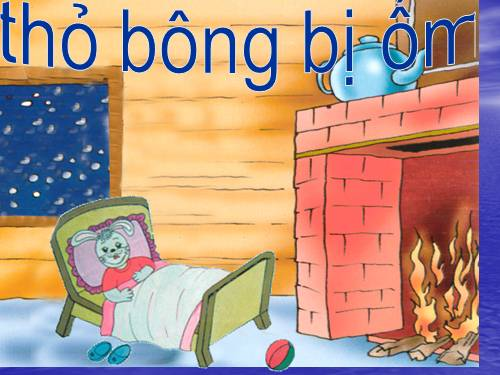 thỏ bông bị ốm